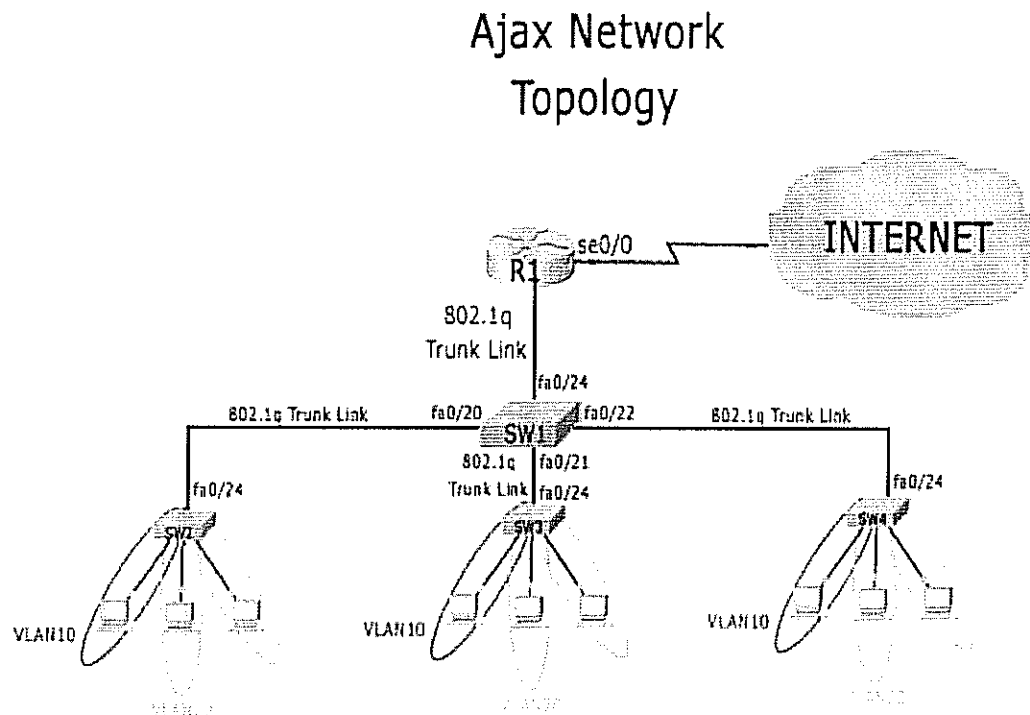 Ajax Network
Topology
INTERNET
se0/0
R1
802.1q
Trunk Link
fa0/24
802.1q Trunk Link
fa0/20
fa0/22
802.1q Trunk Link
SW1
802.1q
fa0/21
Trunk Link
fa0/24
fa0/24
fa0/24
SW3
SW4
VLAN10
VLAN10
VLAN10